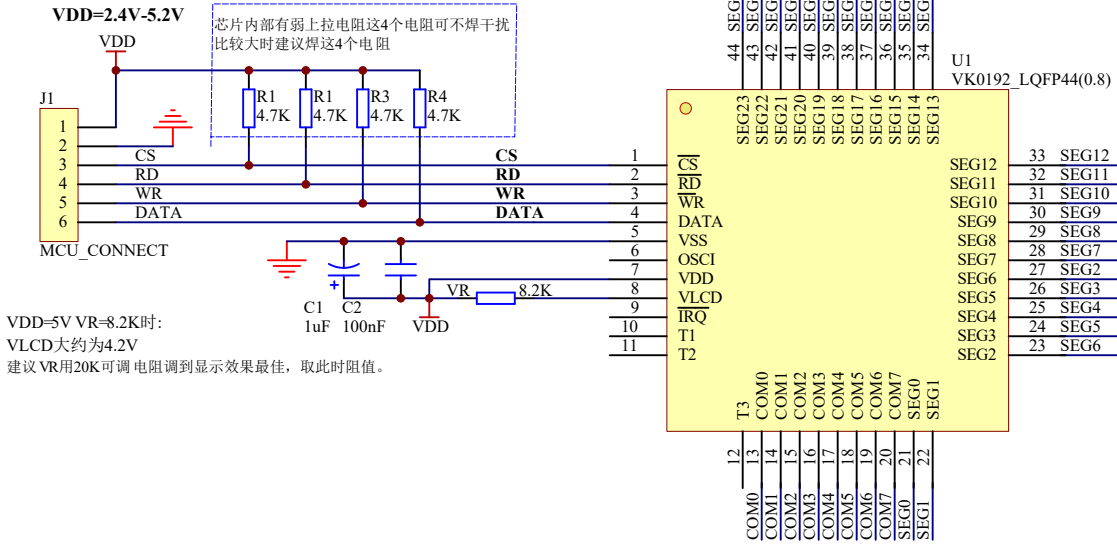 VDD=2.4V-5.2V
芯片内部有弱上拉电阻这4个电阻可不焊干扰
比较大时建议焊这4个电阻
VDD
R1
4.7K
R1
4.7K
R3
4.7K
R4
4.7K
J1
1
2
3
4
5
6
CS
RD
WR
DATA
MCU_CONNECT
CS
RD
WR
DATA
C1
1uF
C2
100nF
VDD
VR
8.2K
VDD=5V VR=8.2K时:
VLCD大约为4.2V
建议VR用20K可调电阻调到显示效果最佳，取此时阻值。
U1
VK0192_LQFP44(0.8)
SEG
SEG
SEG
SEG
SEG
SEG
SEG
SEG
SEG
SEG
SEG
44
43
42
41
40
39
38
37
36
35
34
SEG23
SEG22
SEG21
SEG20
SEG19
SEG18
SEG17
SEG16
SEG15
SEG14
SEG13
1 CS
2 RD
3 WR
4 DATA
5 VSS
6 OSCI
7 VDD
8 VLCD
9 IRQ
10 T1
11 T2
SEG12 33 SEG12
SEG11 32 SEG11
SEG10 31 SEG10
SEG9 30 SEG9
SEG8 29 SEG8
SEG7 28 SEG7
SEG6 27 SEG2
SEG5 26 SEG3
SEG4 25 SEG4
SEG3 24 SEG5
SEG2 23 SEG6
T3
COM0
COM1
COM2
COM3
COM4
COM5
COM6
COM7
SEG0
SEG1
12
13
14
15
16
17
18
19
20
21
22
COM0
COM1
COM2
COM3
COM4
COM5
COM6
COM7
SEG0
SEG1